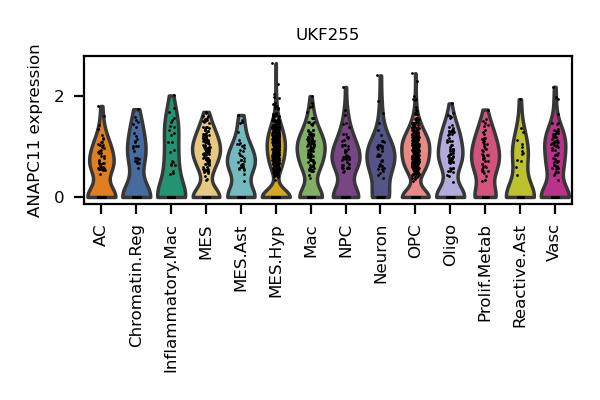 UKF255
ANAPC11 expression
2
0
AC
Chromatin.Reg
Inflammatory.Mac
MES
MES.Ast
MES.Hyp
Mac
NPC
Neuron
OPC
Oligo
Prolif.Metab
Reactive.Ast
Vasc